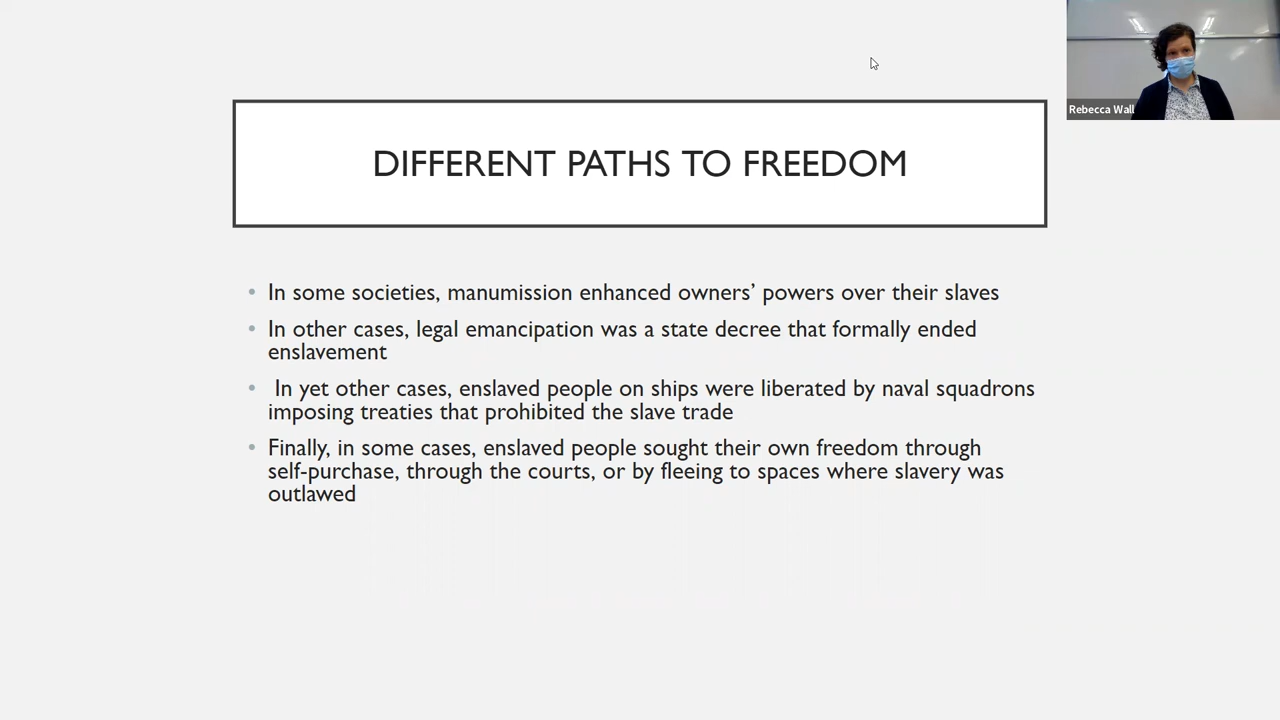 DIFFERENT PATHS TO FREEDOM
• In some societies, manumission enhanced owners’ powers over their slaves
• In other cases, legal emancipation was a state decree that formally ended
enslavement
• In yet other cases, enslaved people on ships were liberated by naval squadrons
imposing treaties that prohibited the slave trade
• Finally, in some cases, enslaved people sought their own freedom through
self-purchase, through the courts, or by fleeing to spaces where slavery was
outlawed
Rebecca Wall